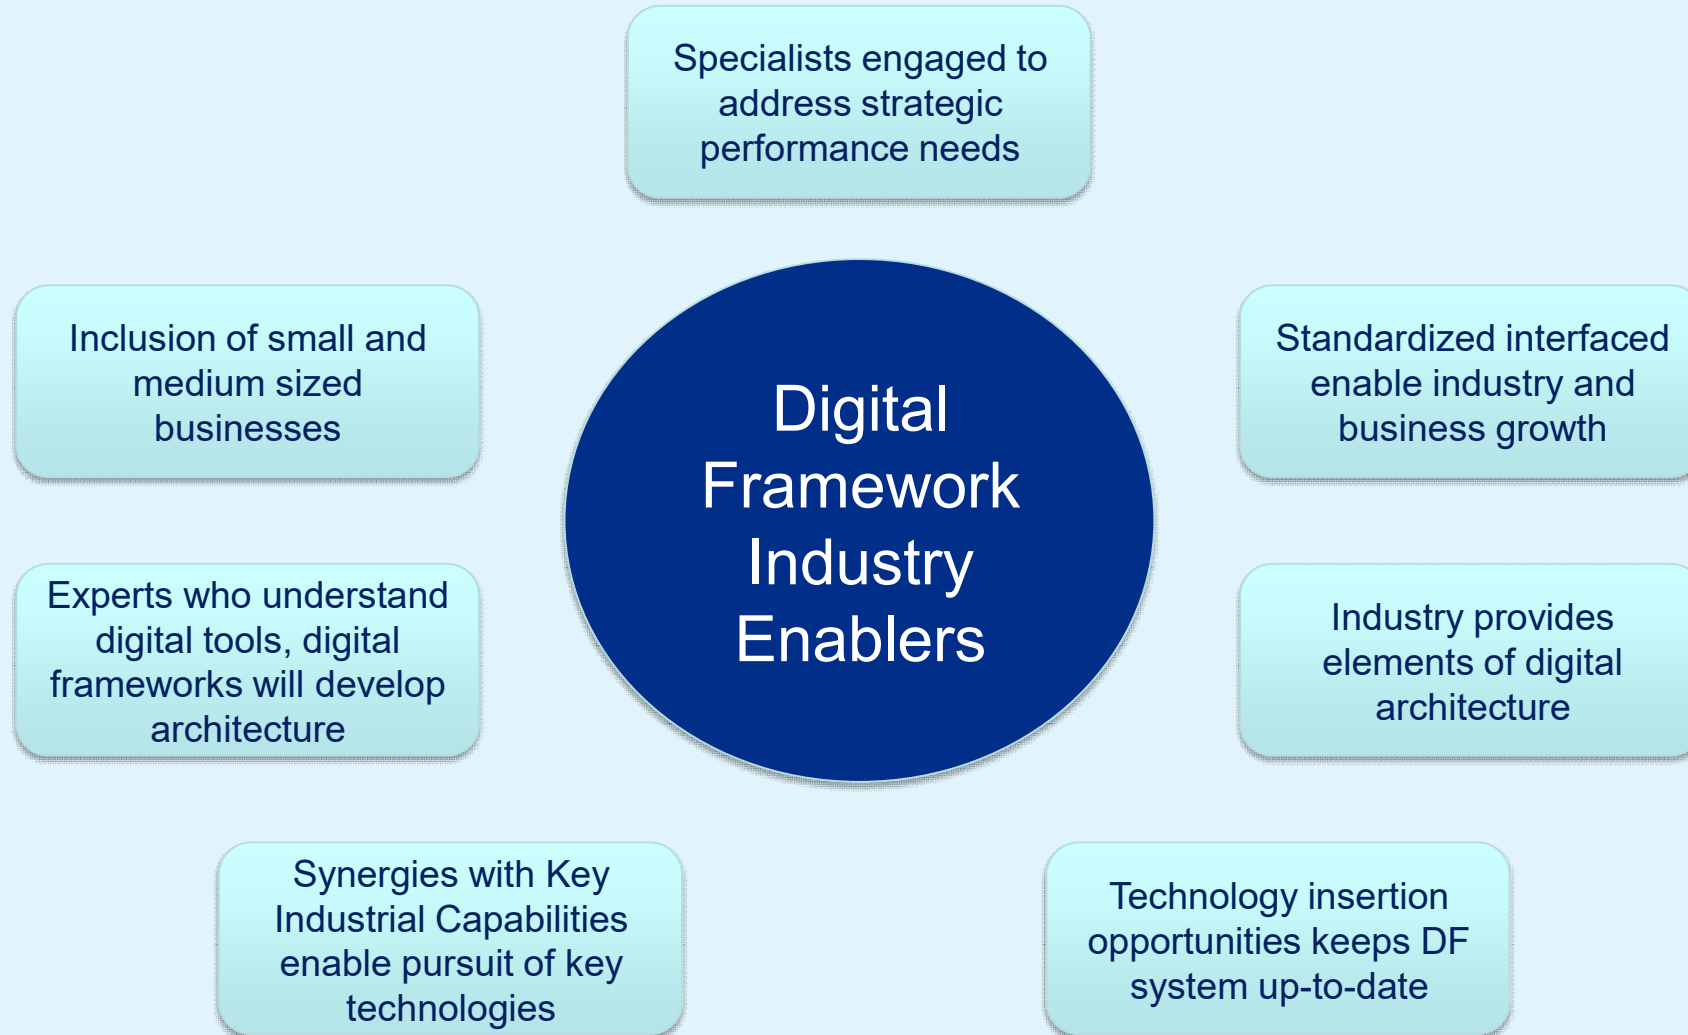 Specialists engaged to
address strategic
performance needs
Inclusion of small and
medium sized
businesses
Digital
Framework
Industry
Enablers
Standardized interfaced
enable industry and
business growth
Experts who understand
digital tools, digital
frameworks will develop
architecture
Industry provides
elements of digital
architecture
Synergies with Key
Industrial Capabilities
enable pursuit of key
technologies
Technology insertion
opportunities keeps DF
system up-to-date